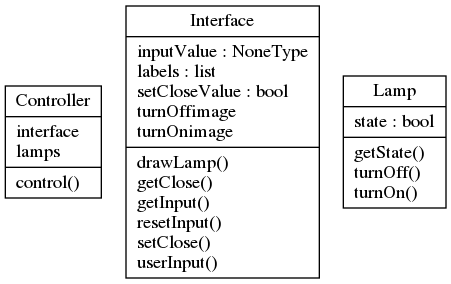 Controller
interface
lamps
control()
Interface
inputValue : NoneType
labels : list
setCloseValue : bool
turnOffimage
turnOnimage
drawLamp()
getClose()
getInput()
resetInput()
setClose()
userInput()
Lamp
state : bool
getState()
turnOff()
turnOn()